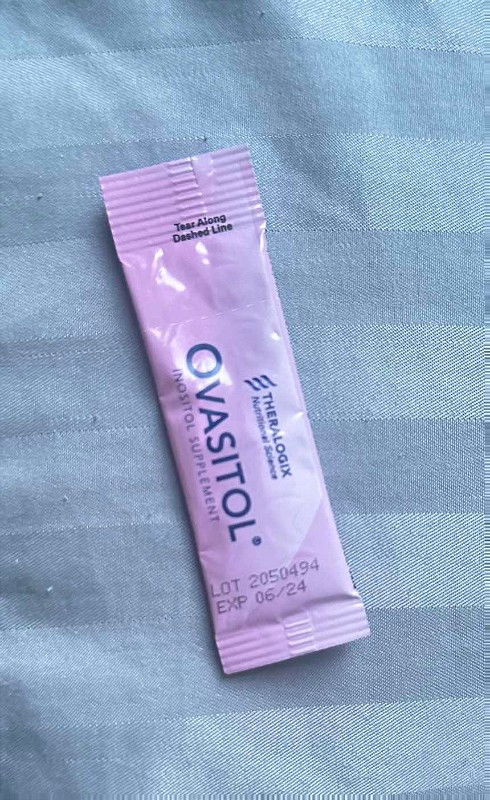 Tear Along
Dashed Line
THERALOGIX
Nutritional Science
OVASITOL®
INOSITOL SUPPLEMENT
LOT 2050494
EXP 06/24